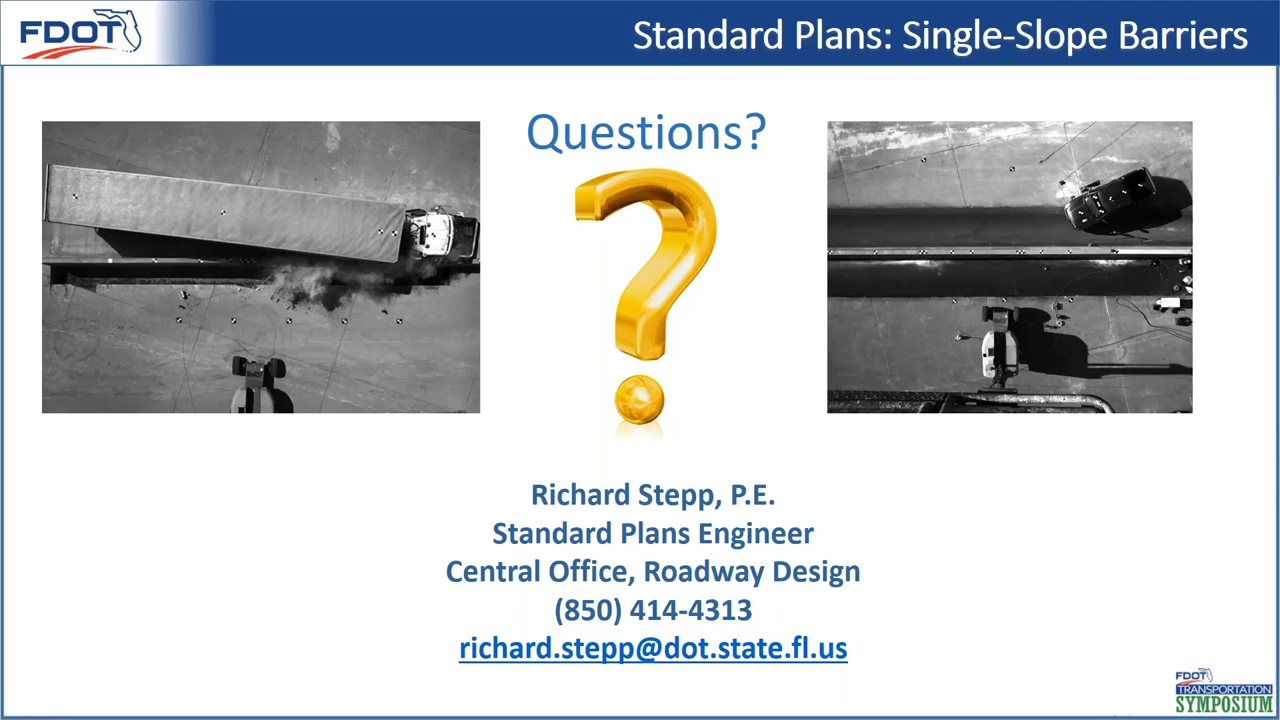 FDOT
Standard Plans: Single-Slope Barriers
Questions?
Richard Stepp, P.E.
Standard Plans Engineer
Central Office, Roadway Design
(850) 414-4313
richard.stepp@dot.state.fl.us
FDOT
TRANSPORTATION
SYMPOSIUM